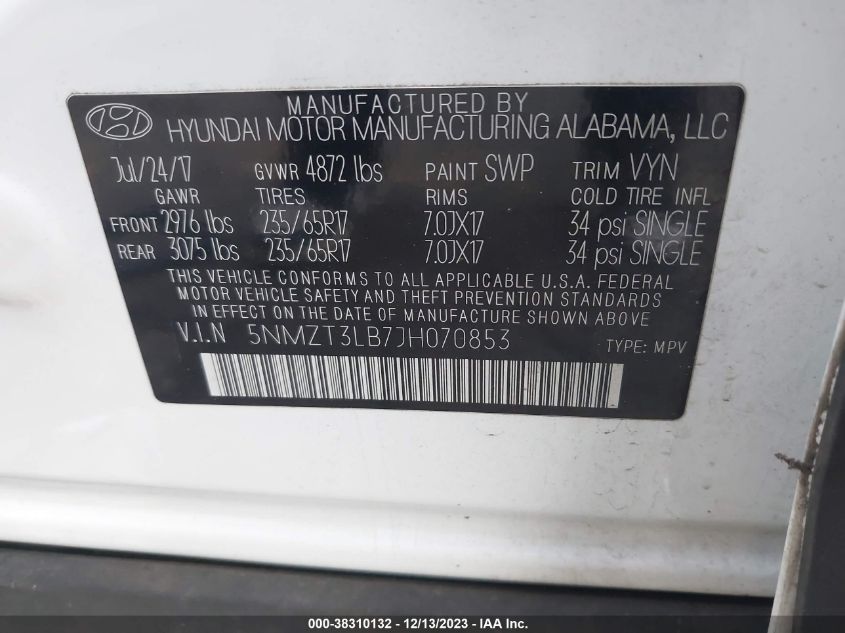 MANUFACTURED BY
HYUNDAI MOTOR MANUFACTURING ALABAMA, LLC
Jul/24/17 GVWR 4872 lbs PAINT SWP TRIM VYN
GAWR TIRES RIMS COLD TIRE INFL
FRONT 2976 lbs 235/65R17 7.0JX17 34 psi SINGLE
REAR 3075 lbs 235/65R17 7.0JX17 34 psi SINGLE
THIS VEHICLE CONFORMS TO ALL APPLICABLE U.S.A. FEDERAL
MOTOR VEHICLE SAFETY AND THEFT PREVENTION STANDARDS
IN EFFECT ON THE DATE OF MANUFACTURE SHOWN ABOVE
V.I.N 5NMZT3LB7JH070853 TYPE: MPV
000-38310132 - 12/13/2023 - IAA Inc.